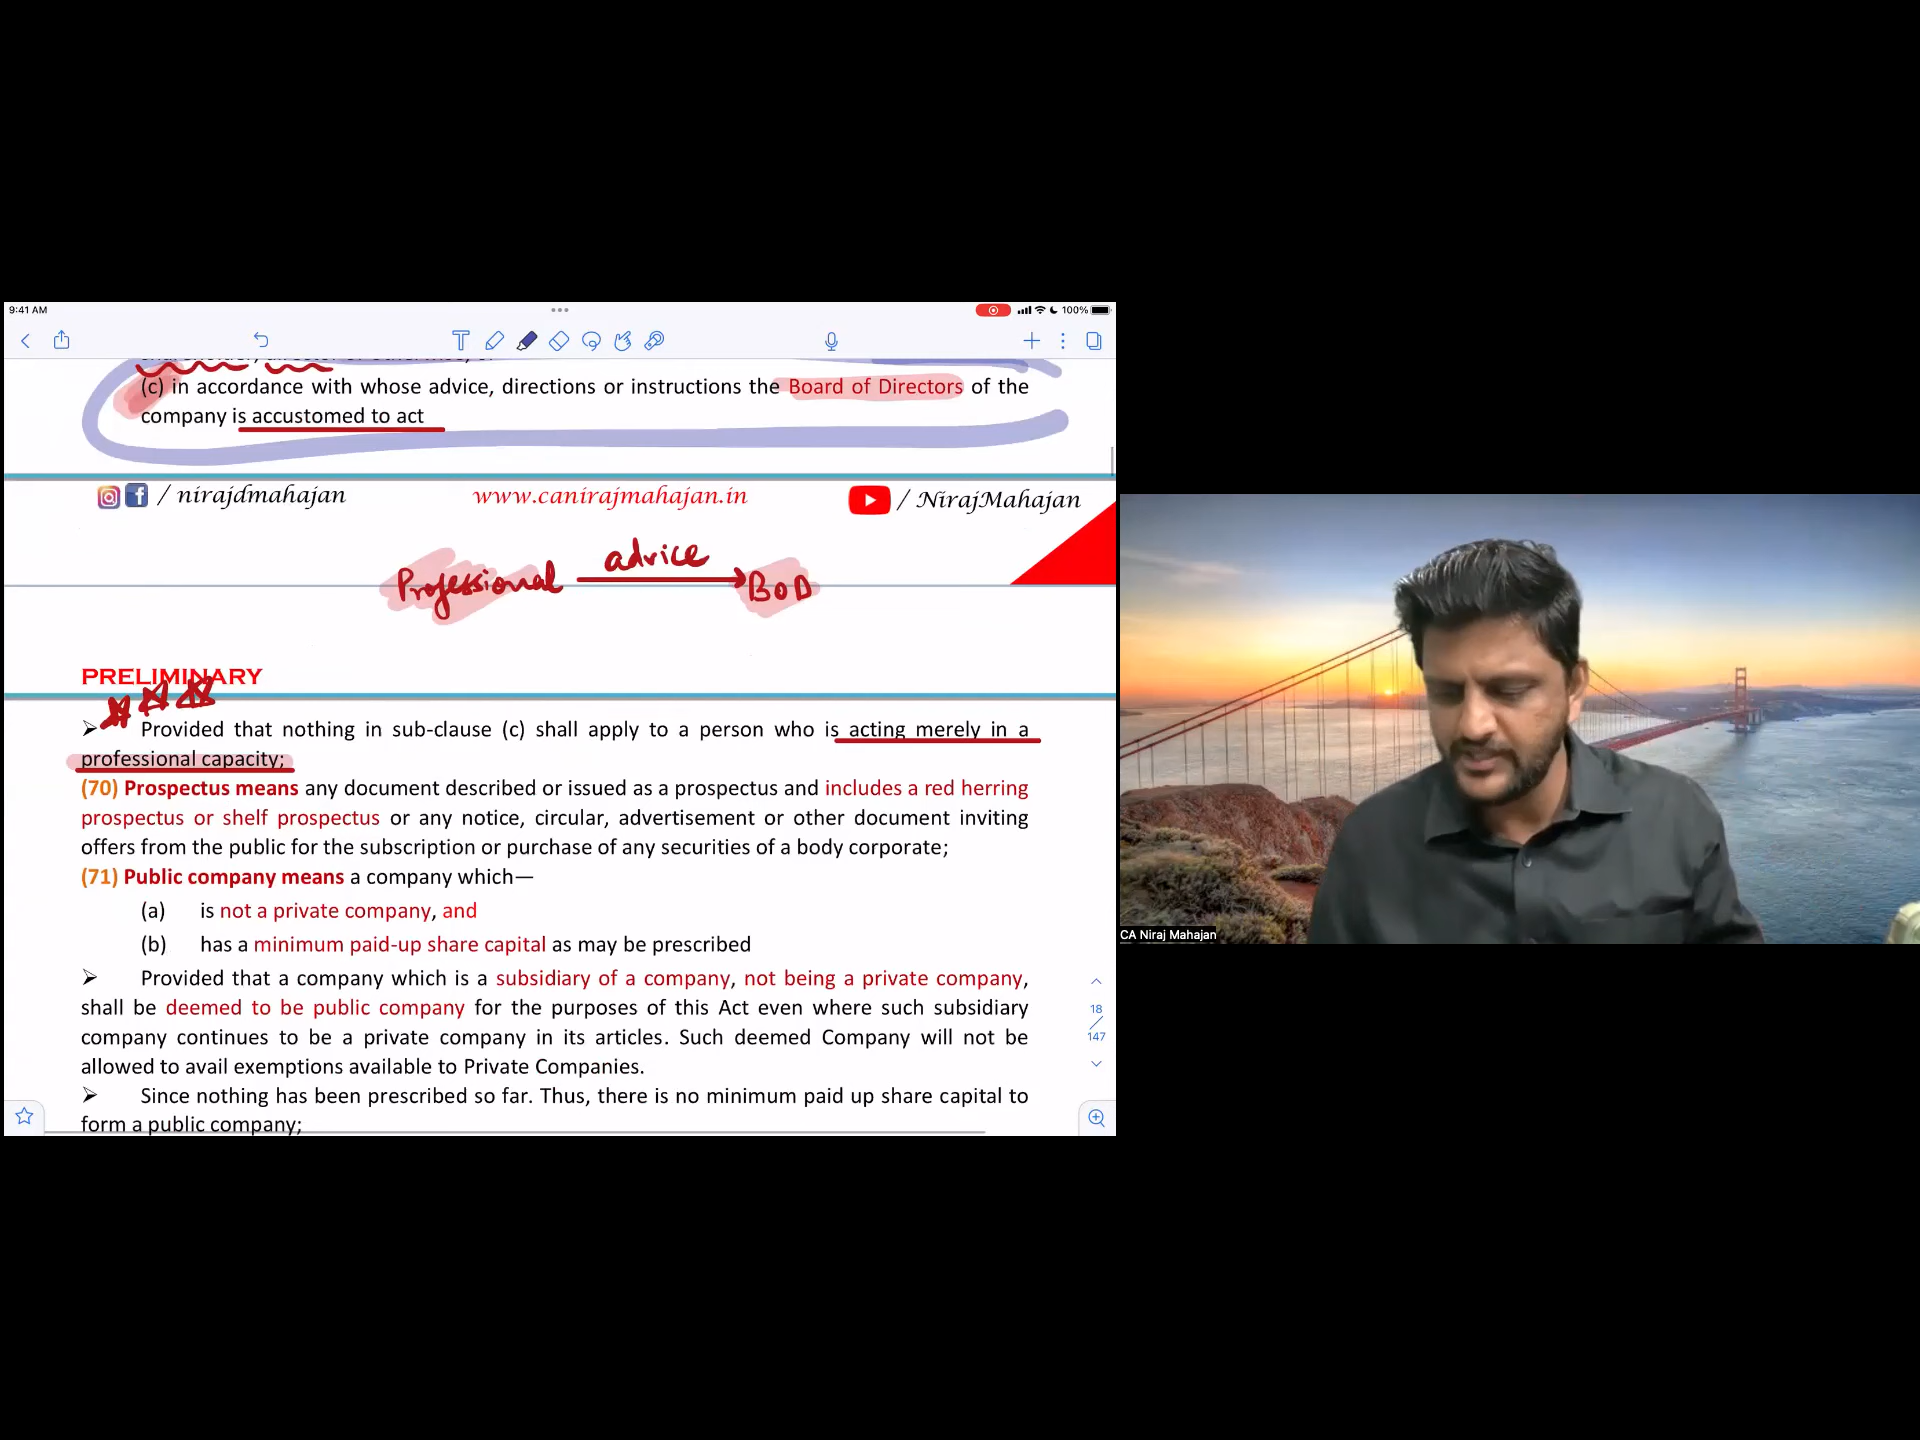 9:41 AM
100%
(c) in accordance with whose advice, directions or instructions the Board of Directors of the
company is accustomed to act
/ nirajdmahajan www.canirajmahajan.in / NirajMahajan
Professional advice BOD
PRELIMINARY
➢ Provided that nothing in sub-clause (c) shall apply to a person who is acting merely in a
professional capacity;
(70) Prospectus means any document described or issued as a prospectus and includes a red herring
prospectus or shelf prospectus or any notice, circular, advertisement or other document inviting
offers from the public for the subscription or purchase of any securities of a body corporate;
(71) Public company means a company which—
(a) is not a private company, and
(b) has a minimum paid-up share capital as may be prescribed
➢ Provided that a company which is a subsidiary of a company, not being a private company,
shall be deemed to be public company for the purposes of this Act even where such subsidiary
company continues to be a private company in its articles. Such deemed Company will not be
allowed to avail exemptions available to Private Companies.
➢ Since nothing has been prescribed so far. Thus, there is no minimum paid up share capital to
form a public company;
18
147
CA Niraj Mahajan